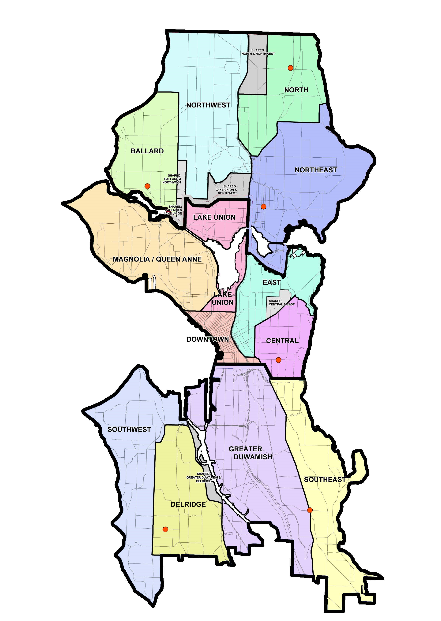 NORTH
NORTHWEST
BALLARD
NORTHEAST
LAKE UNION
MAGNOLIA / QUEEN ANNE
EAST
LAKE
UNION
DOWNTOWN
CENTRAL
SOUTHWEST
GREATER
DUWAMISH
SOUTHEAST
DELRIDGE